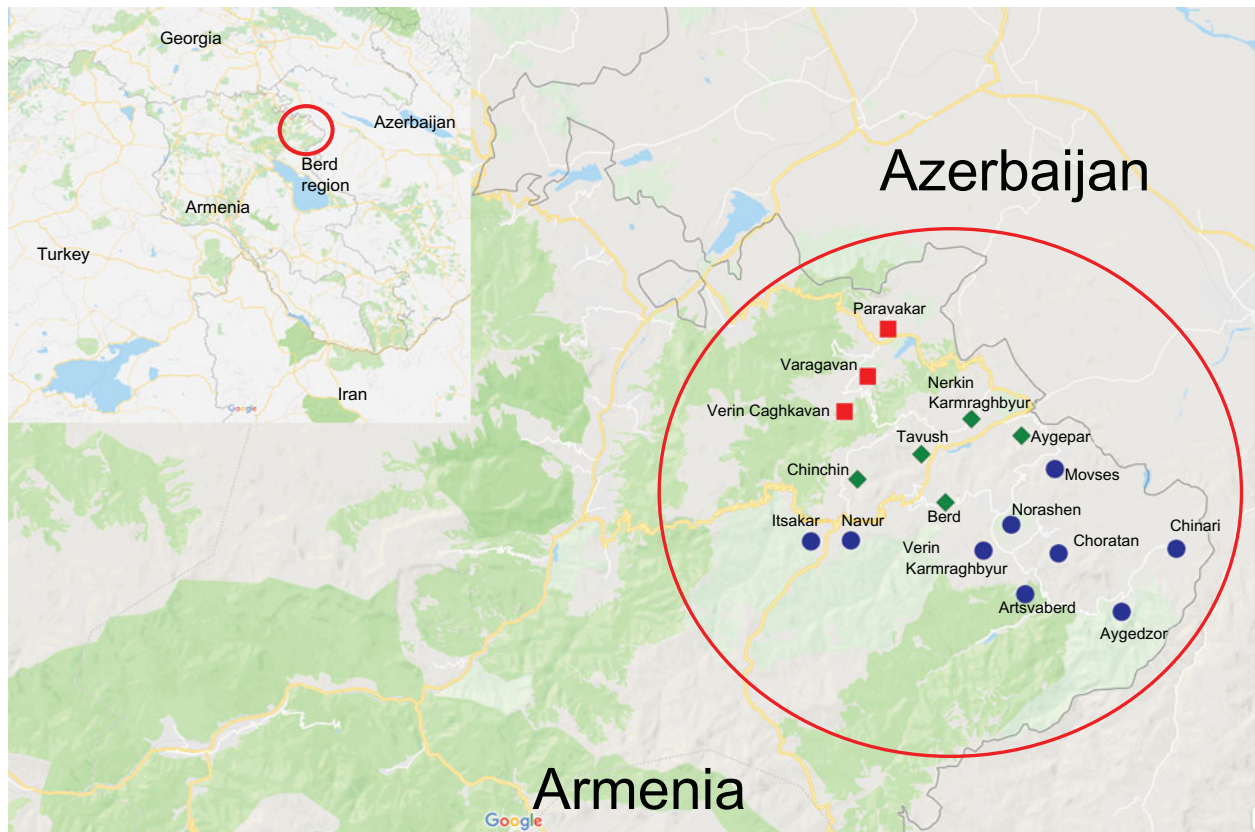 Georgia
Azerbaijan
Berd
region
Armenia
Turkey
Iran
Google
Azerbaijan
Paravakar
Varagavan
Nerkin
Karmraghbyur
Verin Caghkavan
Tavush
Aygepar
Chinchin
Movses
Berd
Itsakar
Navur
Norashen
Chinari
Verin
Karmraghbyur
Choratan
Artsvaberd
Aygedzor
Armenia
Google